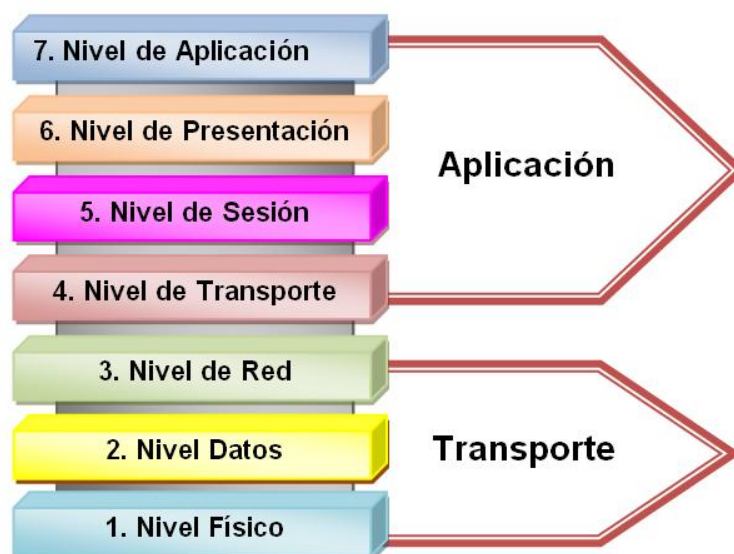 7. Nivel de Aplicación
6. Nivel de Presentación
Aplicación
5. Nivel de Sesión
4. Nivel de Transporte
3. Nivel de Red
2. Nivel Datos
Transporte
1. Nivel Físico